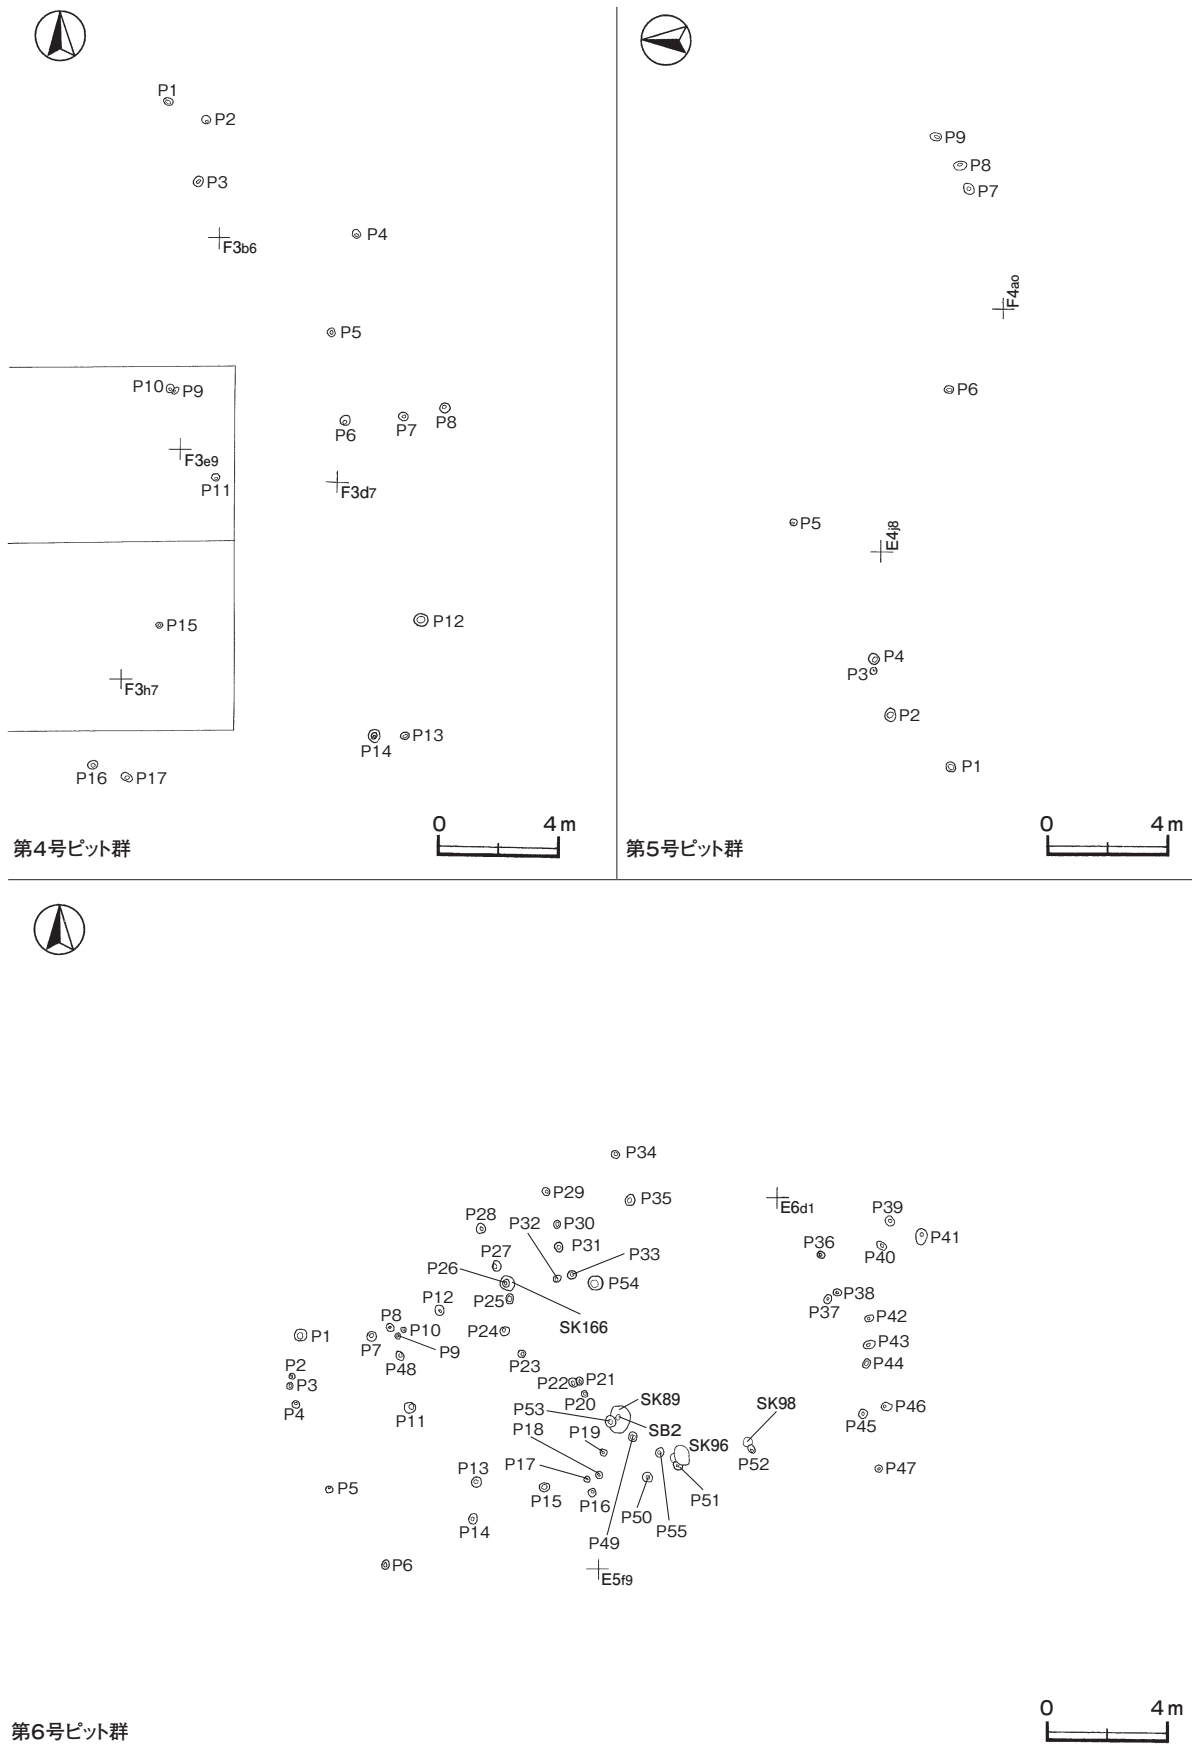 P1
P2
P3
F3b6
P4
P5
P10
P9
P6
P7
P8
F3e9
P11
F3d7
P12
P15
F3h7
P14
P13
P16
P17
0 4m
第4号ピット群
P9
P8
P7
F4a0
P6
P5
E4j8
P4
P3
P2
P1
0 4m
第5号ピット群
P34
P29
P35
E6d1
P28
P32
P30
P39
P41
P31
P36
P40
P27
P33
P26
P54
P38
P25
P37
P12
P42
SK166
P8
P10
P24
P1
P7
P9
P43
P48
P23
P44
P2
P3
P22
P21
P20
SK89
SK98
P4
P11
P53
SB2
P46
P45
P18
P19
SK96
P52
P17
P47
P13
P5
P15
P16
P51
P50
P14
P55
P49
P6
E5f9
0 4m
第6号ピット群